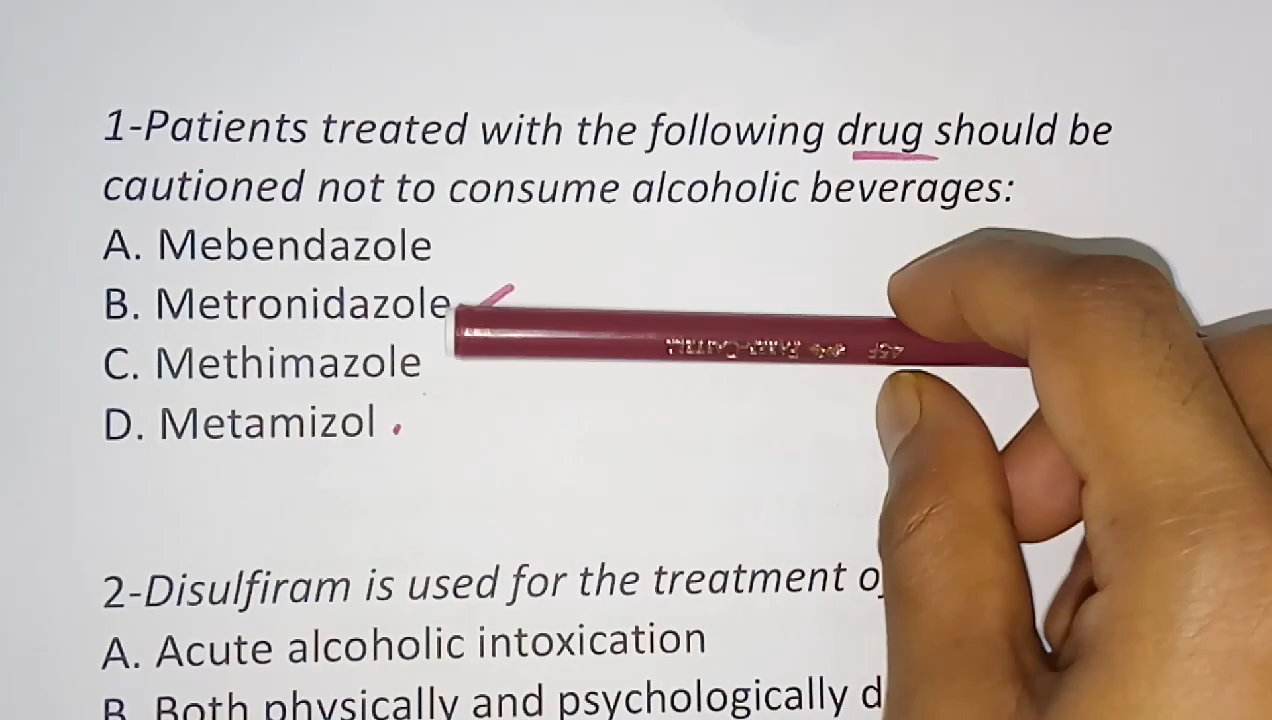 1-Patients treated with the following drug should be
cautioned not to consume alcoholic beverages:
A. Mebendazole
B. Metronidazole
C. Methimazole
D. Metamizol
2-Disulfiram is used for the treatment
A. Acute alcoholic intoxication
B. Both physically and psychologically